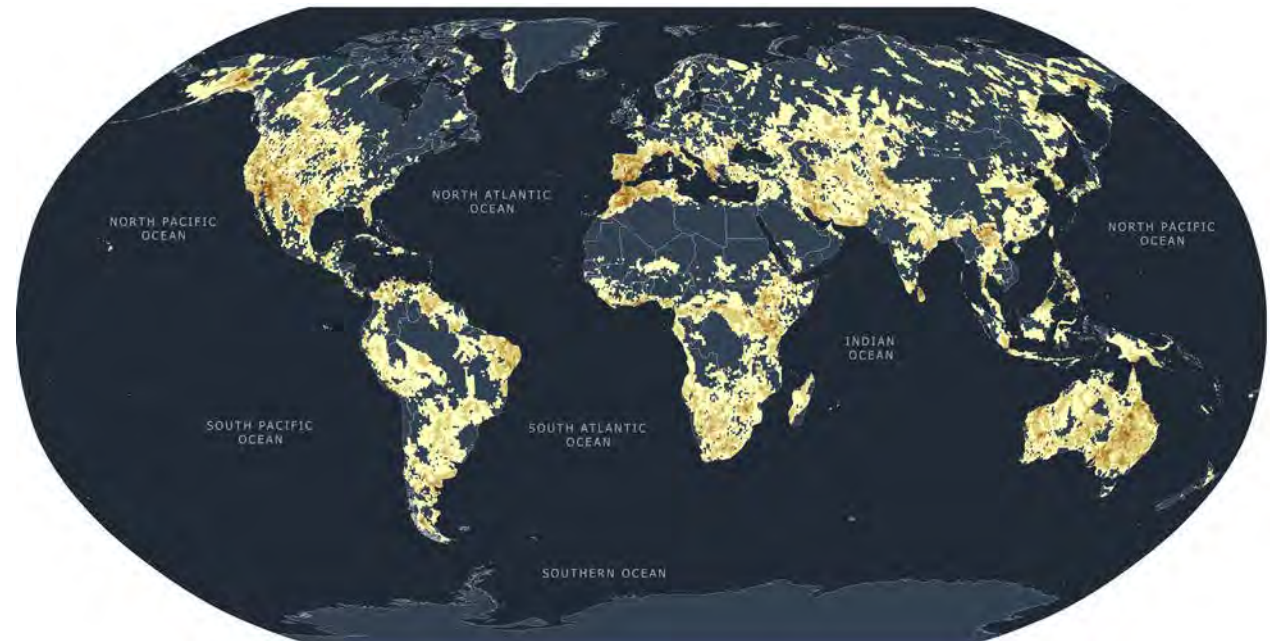 NORTH ATLANTIC
OCEAN
NORTH PACIFIC
OCEAN
NORTH PACIFIC
OCEAN
INDIAN
OCEAN
SOUTH PACIFIC
OCEAN
SOUTH ATLANTIC
OCEAN
SOUTHERN OCEAN